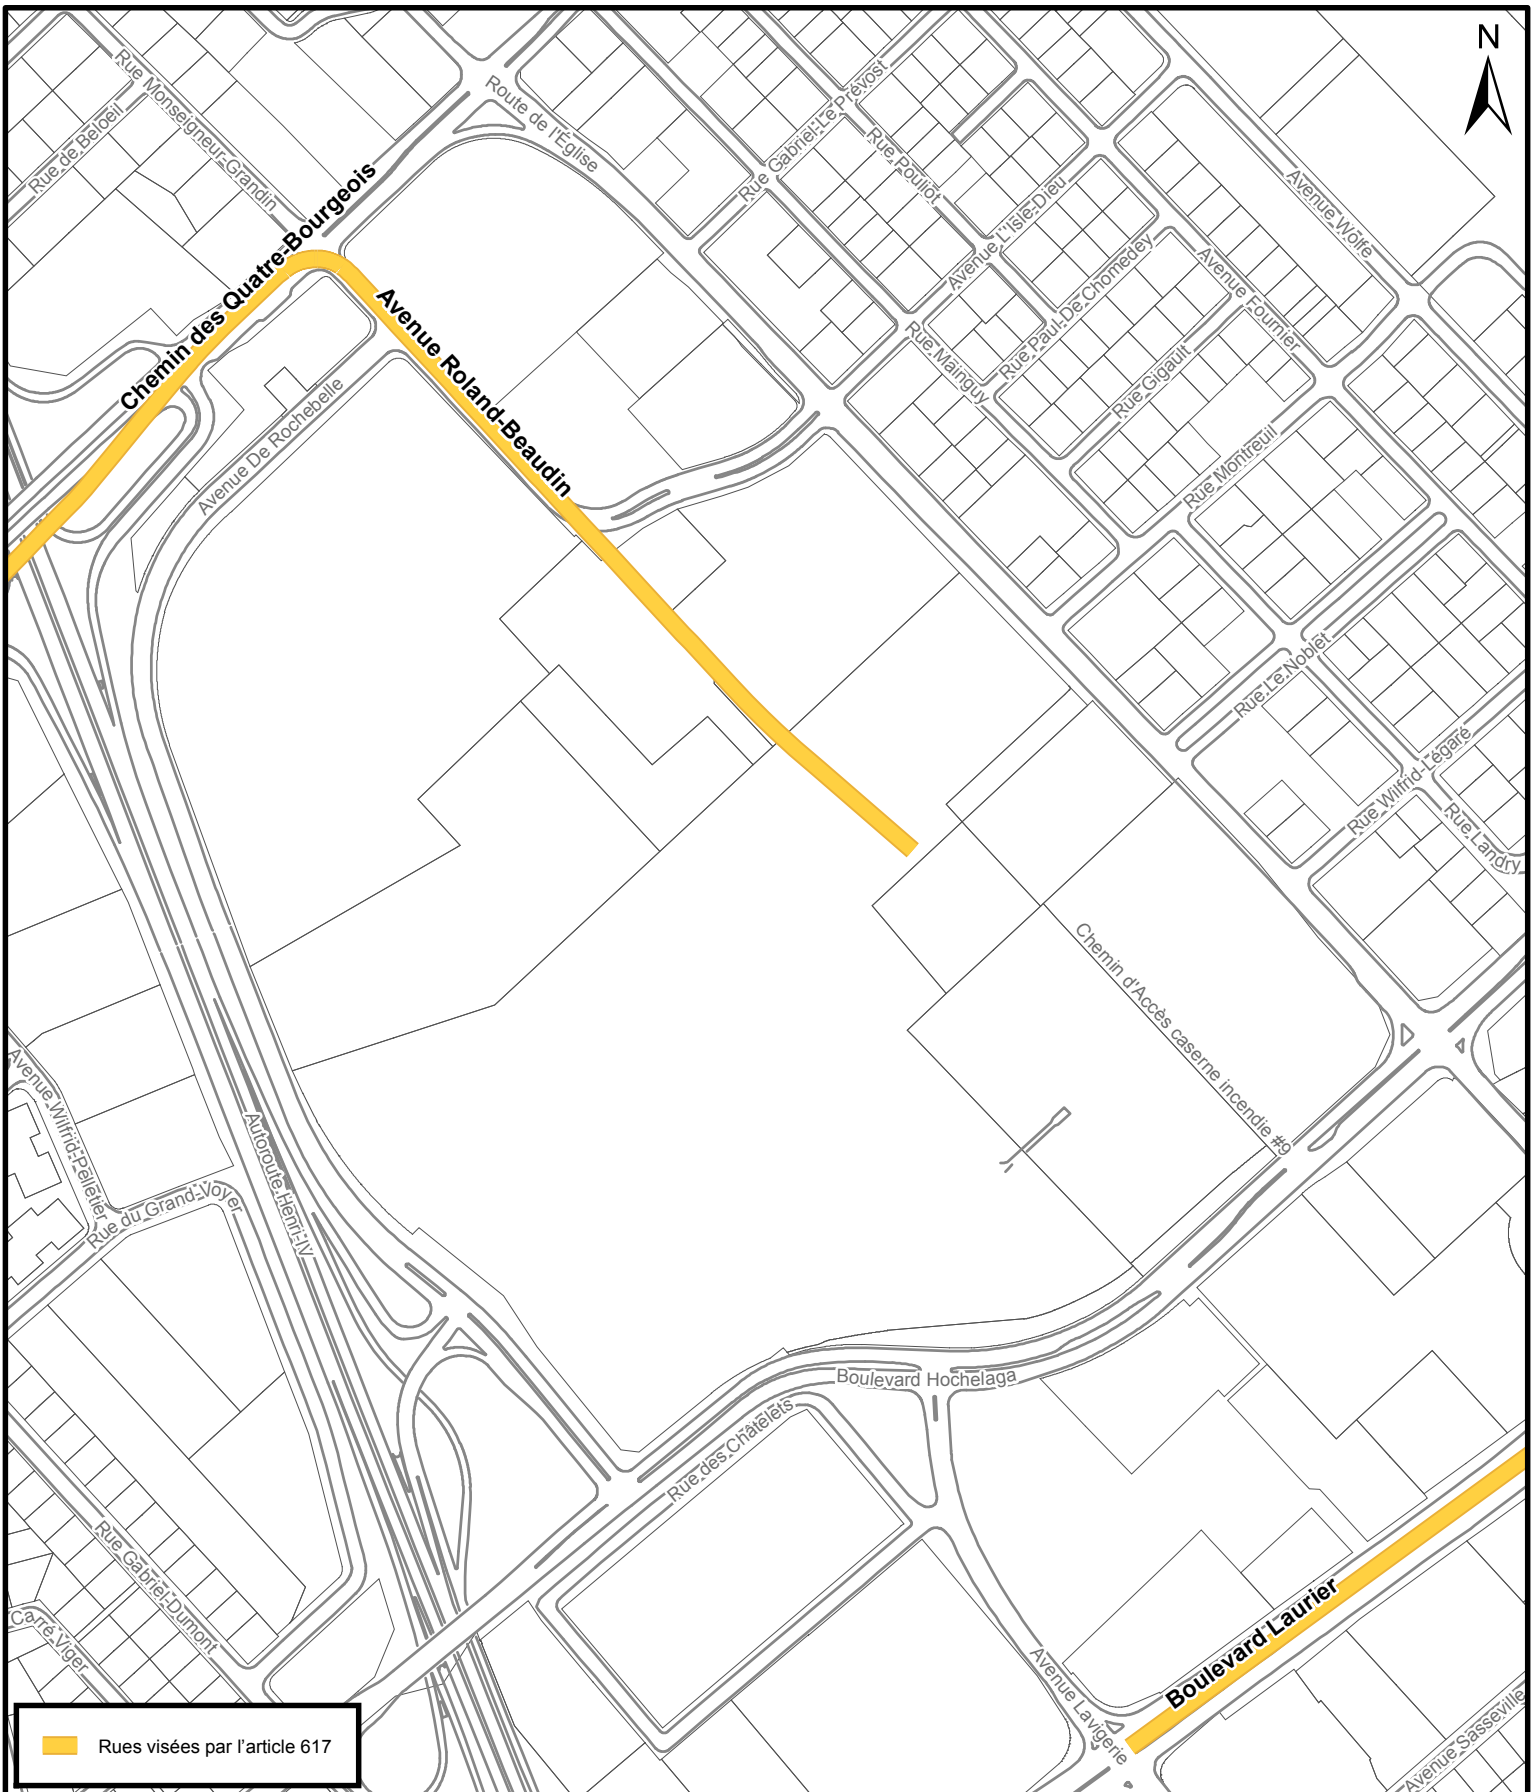 N
Rue Monseigneur-Grandin
Rue de Beloeil
Route de l'Église
Rue Gabriel-Le Prévost
Rue Pouliot
Avenue L'Isle-Dieu
Avenue Wolfe
Chemin des Quatre-Bourgeois
Avenue Roland-Beaudin
Rue Mainguy
Rue Paul-De Chomedey
Avenue Fournier
Rue Gigault
Avenue De Rochebelle
Rue Montreuil
Rue Le Noblet
Rue Wilfrid-Légaré
Rue Landry
Chemin d'Accès caserne incendie #9
Avenue Wilfrid-Pelletier
Autoroute Henri-IV
Rue du Grand-Voyer
Boulevard Hochelaga
Rue des Châtelets
Rue Gabriel-Dumont
Carré Viger
Boulevard Laurier
Avenue Lavigerie
Avenue Sasseville
Rues visées par l'article 617